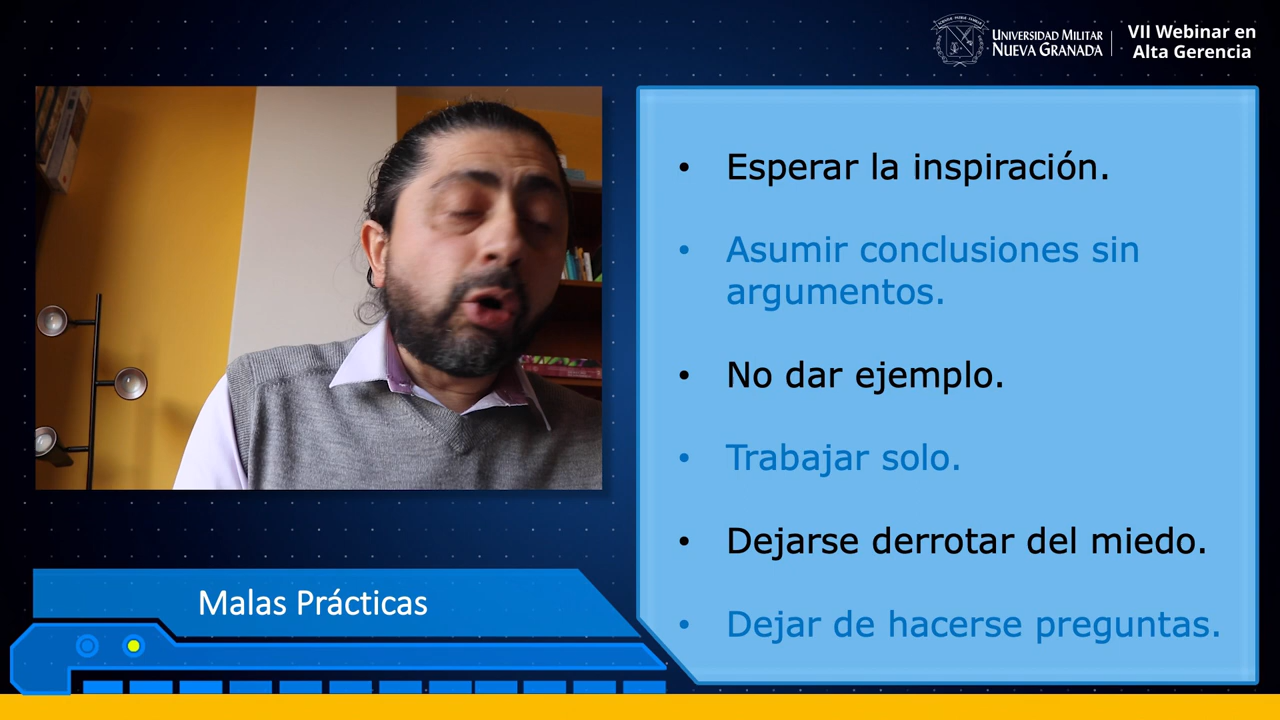 UNIVERSIDAD MILITAR
NUEVA GRANADA
VII Webinar en
Alta Gerencia
• Esperar la inspiración.
• Asumir conclusiones sin
argumentos.
• No dar ejemplo.
• Trabajar solo.
• Dejarse derrotar del miedo.
• Dejar de hacerse preguntas.
Malas Prácticas